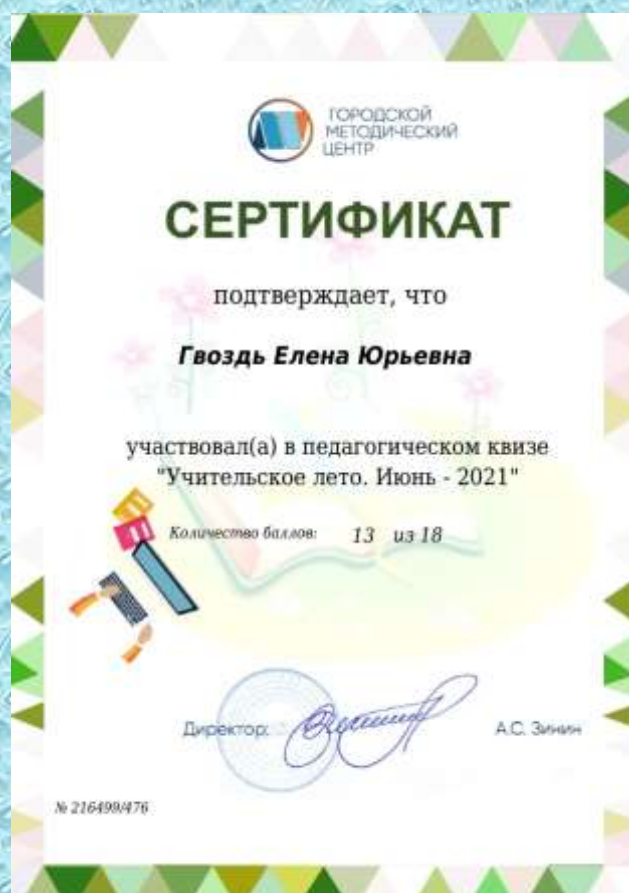 ГОРОДСКОЙ
МЕТОДИЧЕСКИЙ
ЦЕНТР
СЕРТИФИКАТ
подтверждает, что
Гвоздь Елена Юрьевна
участвовал(а) в педагогическом квизе
"Учительское лето. Июнь - 2021"
Количество баллов: 13 из 18
Директор: А.С. Зинин
№ 216499/476